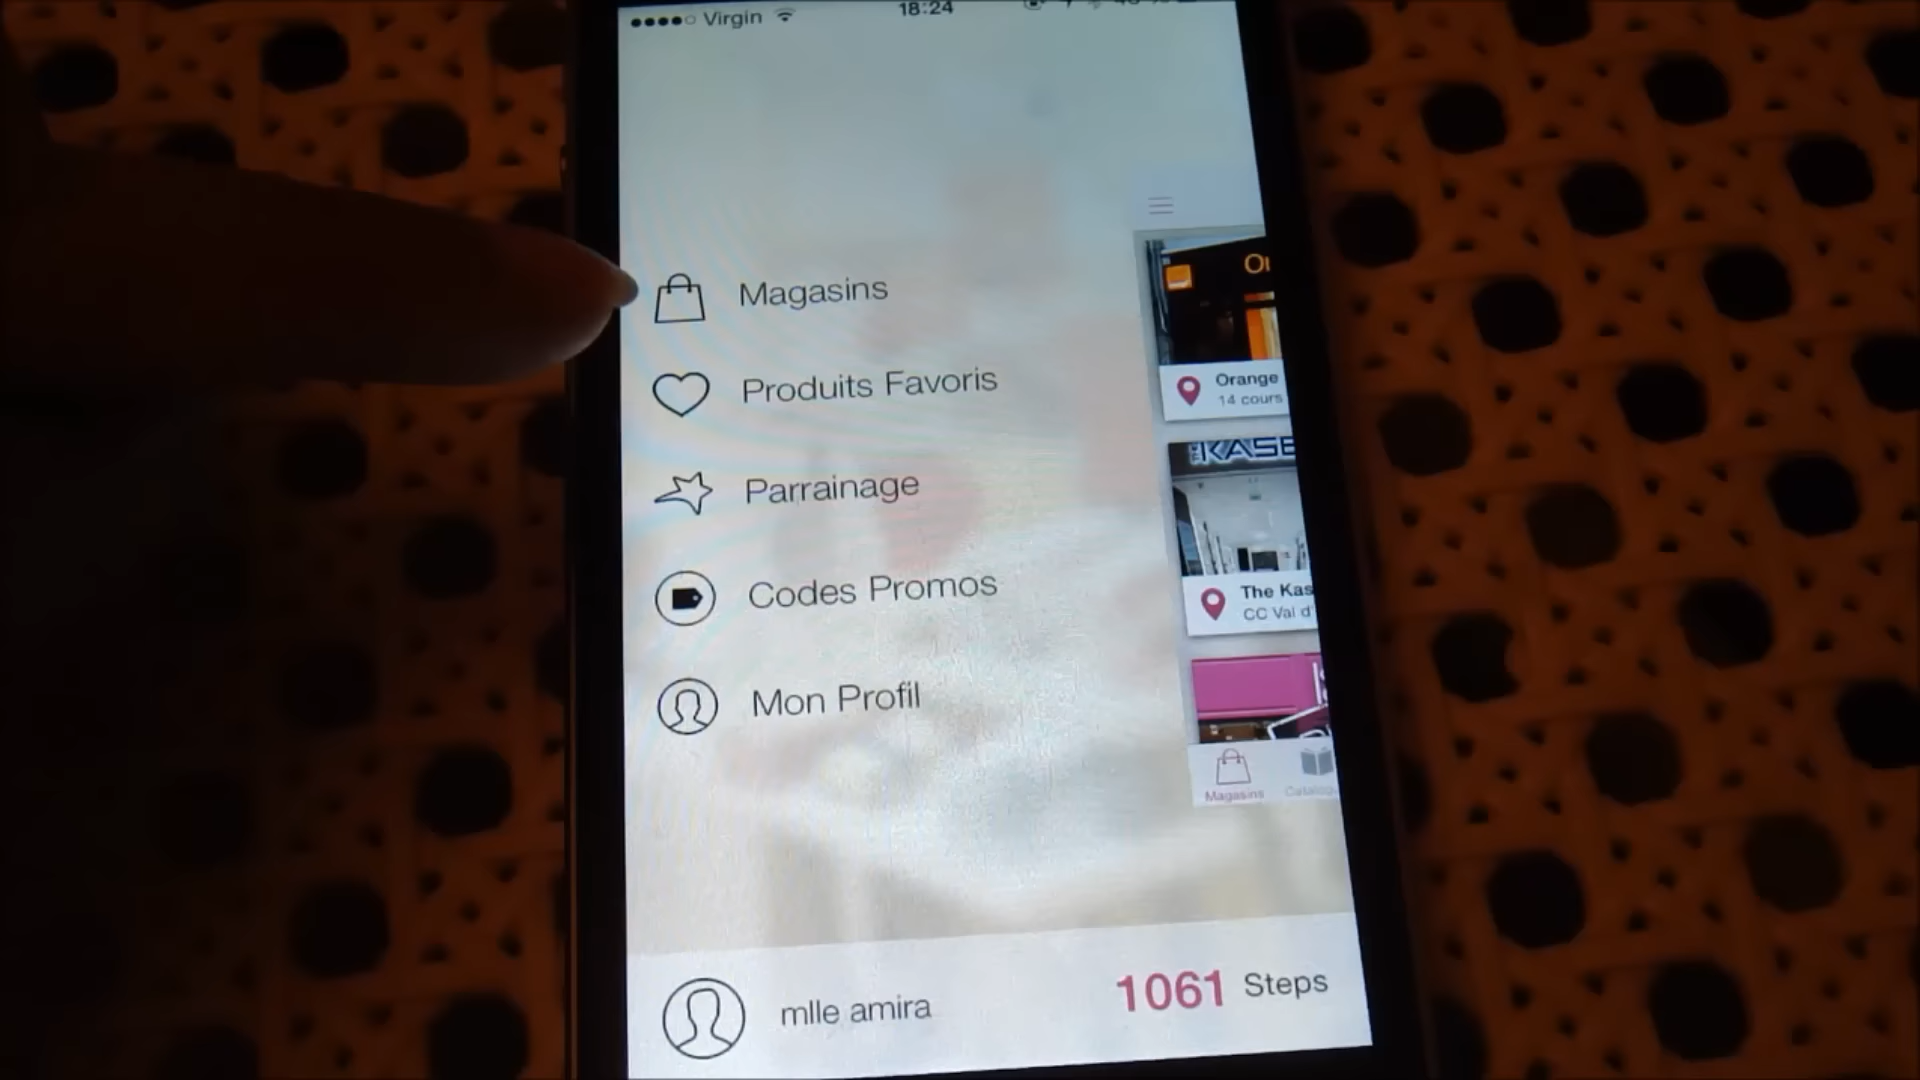 Virgin
18:24
Magasins
Produits Favoris
Parrainage
Codes Promos
Mon Profil
Orange
14 cours
KASE
The Kas
CC Val d'
Magasins
mlle amira
1061 Steps